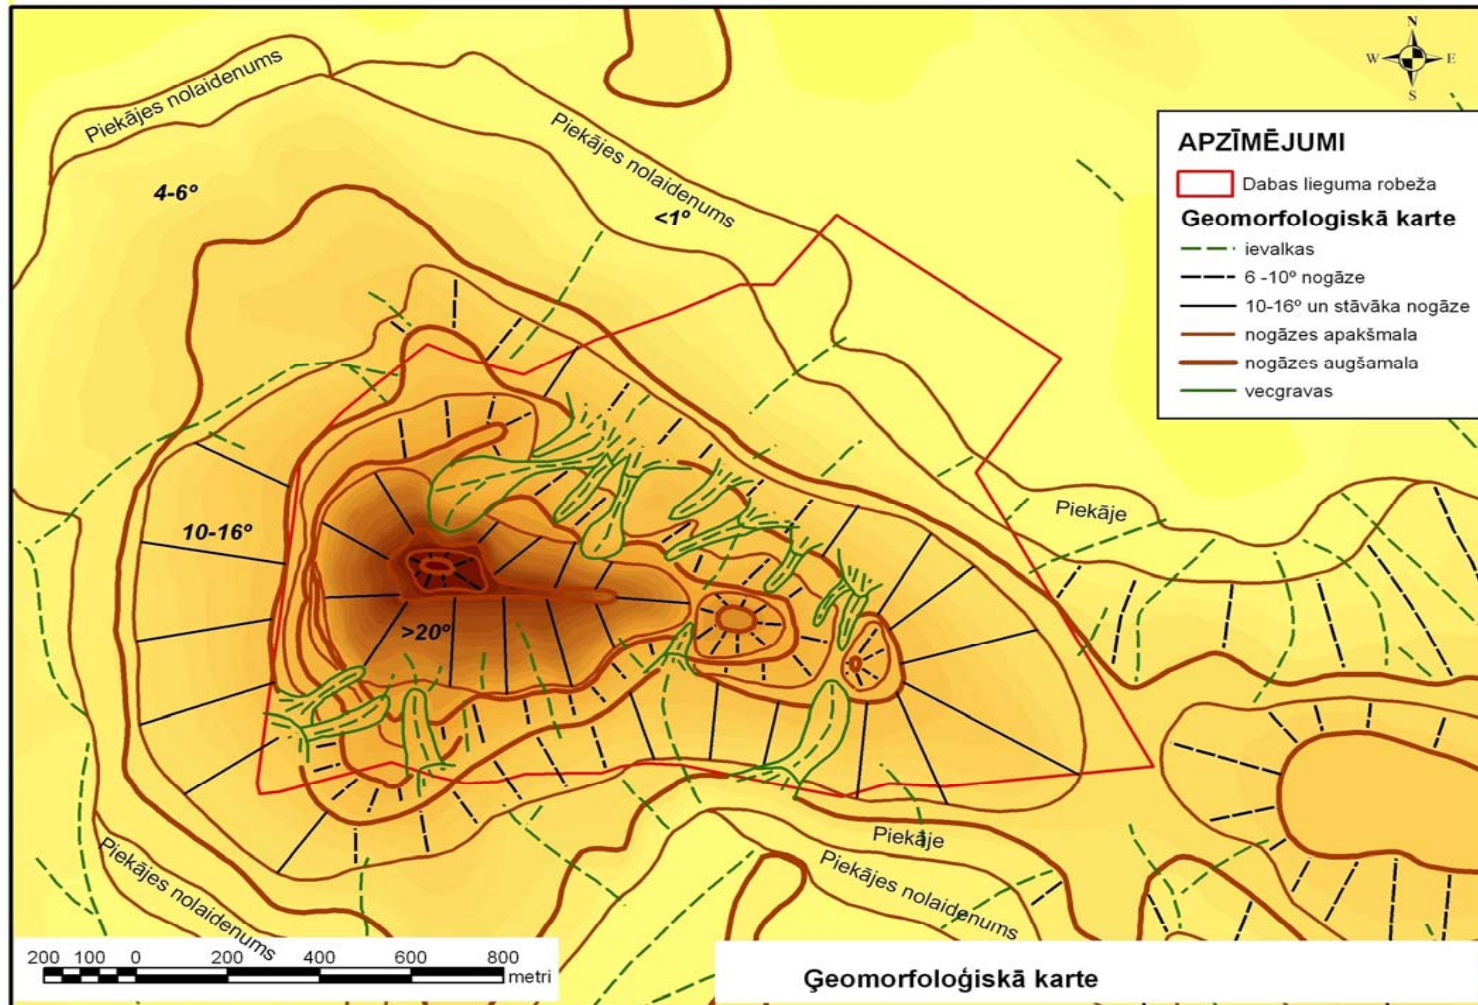 N
W E
S
Piekājes nolaidenums
Piekājes nolaidenums
4-6º
<1º
APZĪMĒJUMI
Dabas lieguma robeža
Ģeomorfologiskā karte
ievalkas
6 -10º nogāze
10-16º un stāvāka nogāze
nogāzes apakšmala
nogāzes augšamala
vecgravas
Piekāje
10-16º
>20º
Piekāje
Piekājes nolaidenums
Piekājes nolaidenums
200 100 0 200 400 600 800
metri
Ģeomorfoloģiskā karte